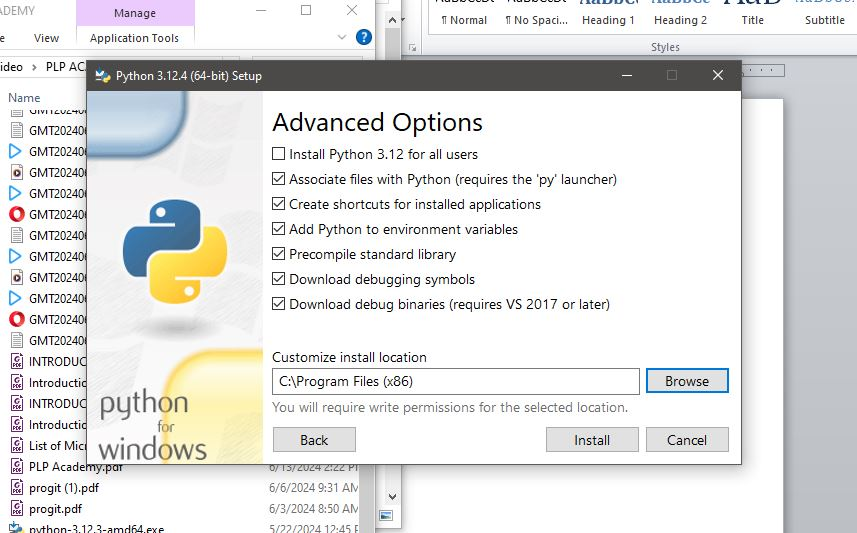 ADEMY
Manage
View
Application Tools
ideo
PLP AC
Name
GMT20240
GMT20240
GMT20240
GMT20240
GMT20240
GMT20240
GMT20240
GMT20240
GMT20240
GMT20240
INTRODUC
Introductio
INTRODUC
Introductio
List of Mic
PLP Academy.pdf
6/13/2024 2:22 P
progit (1).pdf
6/6/2024 9:31 AM
progit.pdf
6/3/2024 8:50 AM
python-3.12.3-amd64.exe
5/22/2024 12:45 P
¶ Normal
¶ No Spaci...
Heading 1
Heading 2
Title
Subtitle
Styles
Python 3.12.4 (64-bit) Setup
Advanced Options
Install Python 3.12 for all users
Associate files with Python (requires the 'py' launcher)
Create shortcuts for installed applications
Add Python to environment variables
Precompile standard library
Download debugging symbols
Download debug binaries (requires VS 2017 or later)
Customize install location
C:\Program Files (x86)
Browse
You will require write permissions for the selected location.
python
for
windows
Back
Install
Cancel